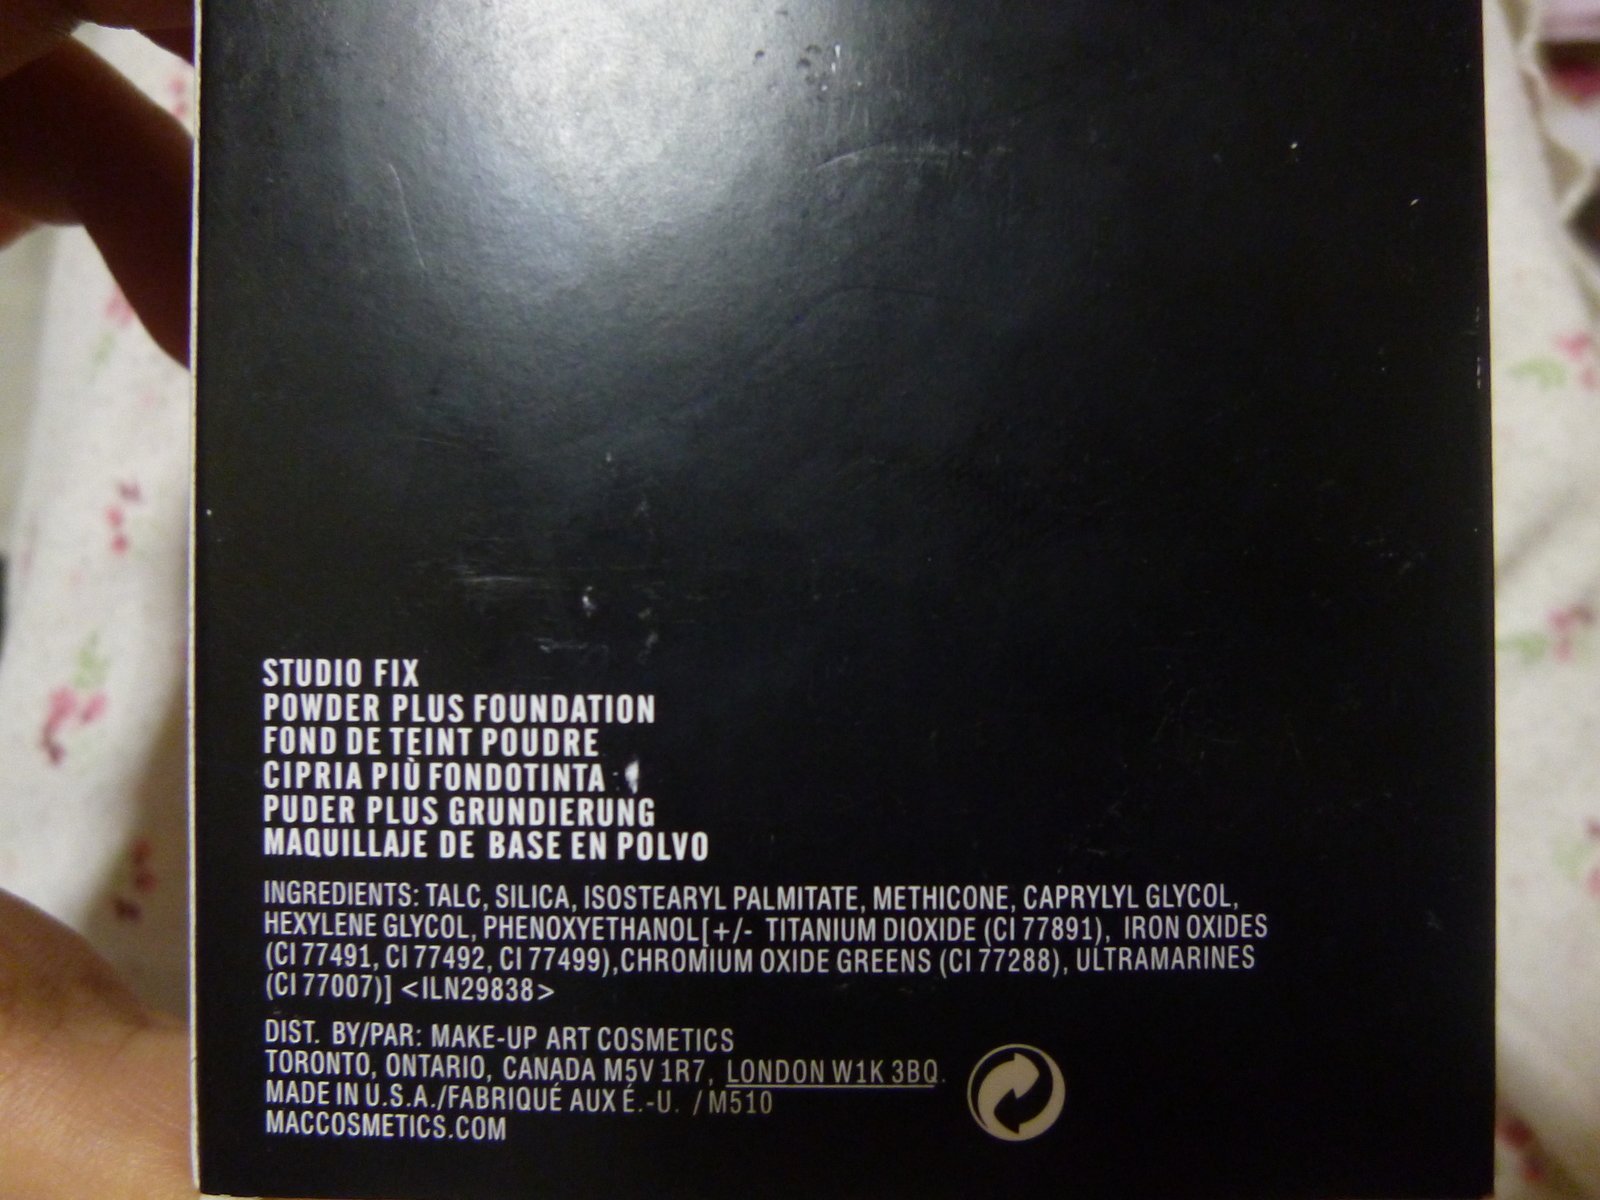 STUDIO FIX
POWDER PLUS FOUNDATION
FOND DE TEINT POUDRE
CIPRIA PIÙ FONDOTINTA
PUDER PLUS GRUNDIERUNG
MAQUILLAJE DE BASE EN POLVO
INGREDIENTS: TALC, SILICA, ISOSTEARYL PALMITATE, METHICONE, CAPRYLYL GLYCOL,
HEXYLENE GLYCOL, PHENOXYETHANOL[+/- TITANIUM DIOXIDE (CI 77891), IRON OXIDES
(CI 77491, CI 77492, CI 77499),CHROMIUM OXIDE GREENS (CI 77288), ULTRAMARINES
(CI 77007)] <ILN29838>
DIST. BY/PAR: MAKE-UP ART COSMETICS
TORONTO, ONTARIO, CANADA M5V 1R7, LONDON W1K 3BQ.
MADE IN U.S.A./FABRIQUÉ AUX É.-U. / M510
MACCOSMETICS.COM